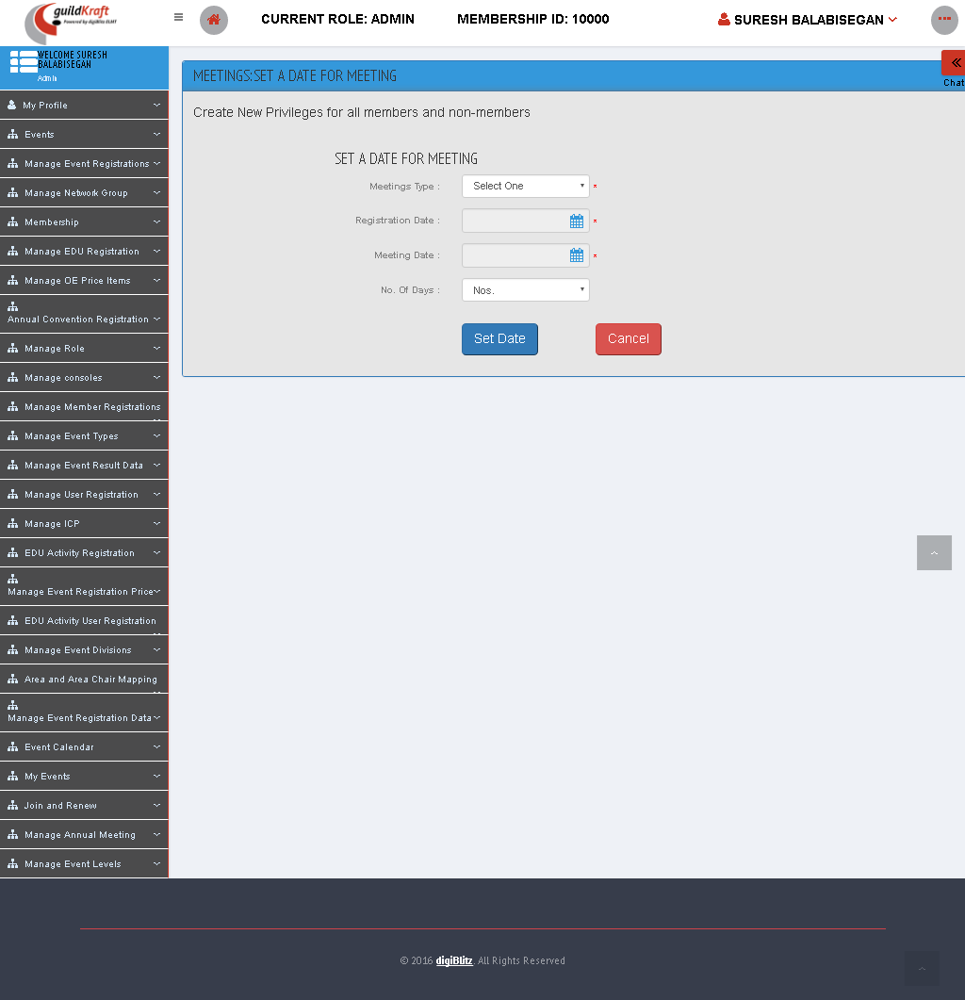 guildKraft
Powered by digiBlitz ELMT
CURRENT ROLE: ADMIN
MEMBERSHIP ID: 10000
SURESH BALABISEGAN
WELCOME SURESH
BALABISEGAN
Admin
My Profile
Events
Manage Event Registrations
Manage Network Group
Membership
Manage EDU Registration
Manage OE Price Items
Annual Convention Registration
Manage Role
Manage consoles
Manage Member Registrations
Manage Event Types
Manage Event Result Data
Manage User Registration
Manage ICP
EDU Activity Registration
Manage Event Registration Price
EDU Activity User Registration
Manage Event Divisions
Area and Area Chair Mapping
Manage Event Registration Data
Event Calendar
My Events
Join and Renew
Manage Annual Meeting
Manage Event Levels
Chat
MEETINGS:SET A DATE FOR MEETING
Create New Privileges for all members and non-members
SET A DATE FOR MEETING
Meetings Type : Select One *
Registration Date : *
Meeting Date : *
No. Of Days : Nos.
Set Date Cancel
© 2016 digiBlitz. All Rights Reserved